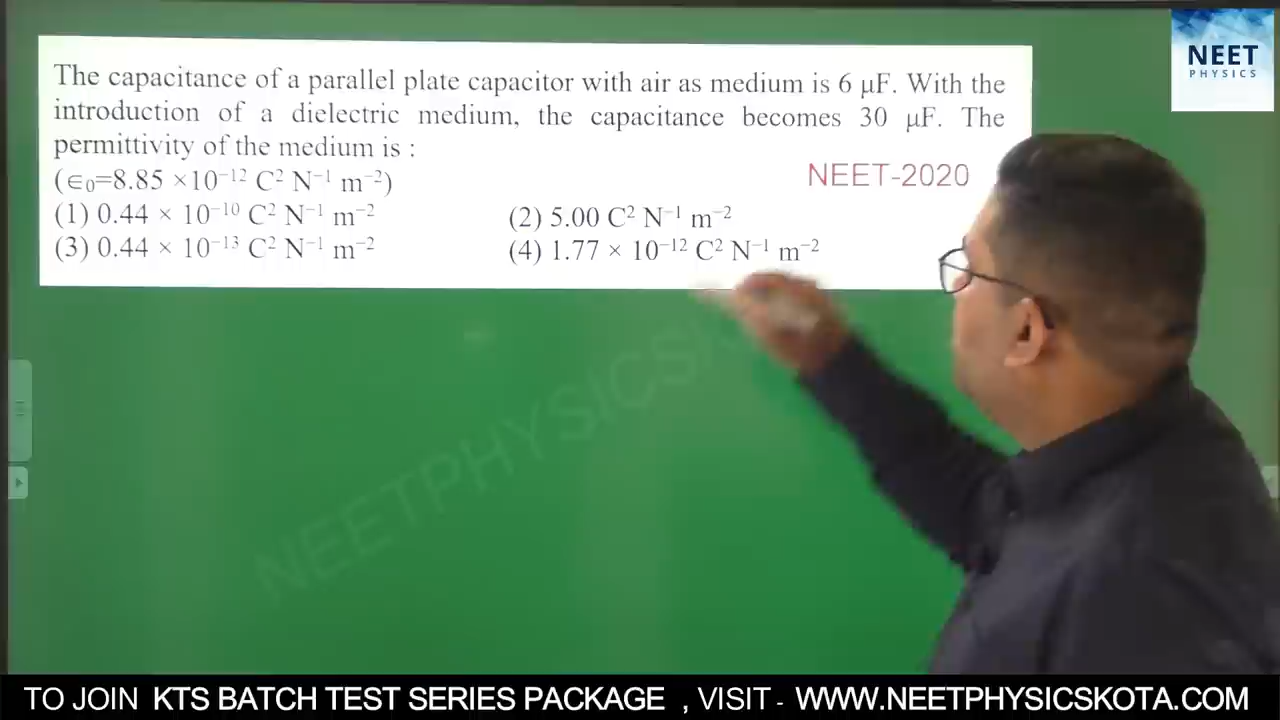 NEET
PHYSICS
The capacitance of a parallel plate capacitor with air as medium is 6 μF. With the
introduction of a dielectric medium, the capacitance becomes 30 μF. The
permittivity of the medium is :
NEET-2020
(∈₀=8.85 ×10⁻¹² C² N⁻¹ m⁻²)
(1) 0.44 × 10⁻¹⁰ C² N⁻¹ m⁻² (2) 5.00 C² N⁻¹ m⁻²
(3) 0.44 × 10⁻¹³ C² N⁻¹ m⁻² (4) 1.77 × 10⁻¹² C² N⁻¹ m⁻²
NEETPHYSICSK
TO JOIN KTS BATCH TEST SERIES PACKAGE , VISIT - WWW.NEETPHYSICSKOTA.COM